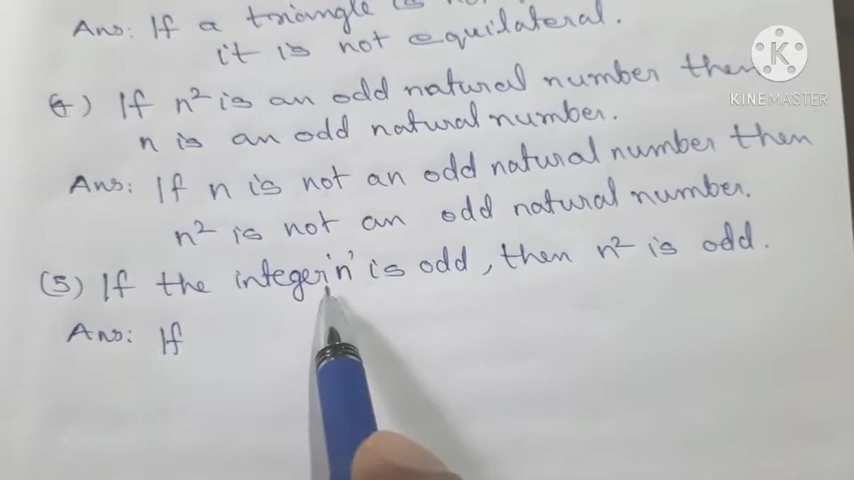 Ans: If a triangle is
it is not equilateral.
4) If n² is an odd natural number then
n is an odd natural number.
Ans: If n is not an odd natural number then
n² is not an odd natural number.
(5) If the integer 'n' is odd, then n² is odd.
Ans: If
K
KINEMASTER